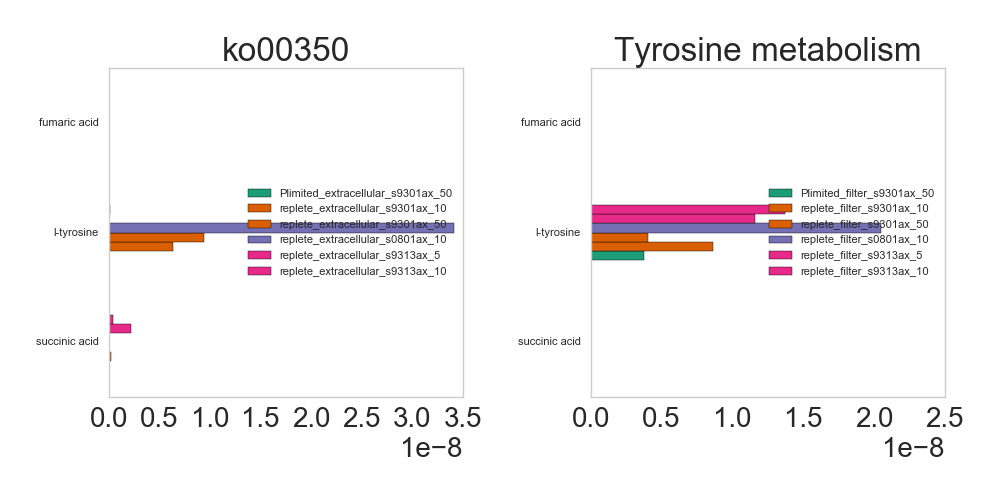 ko00350
fumaric acid
l-tyrosine
succinic acid
Plimited_extracellular_s9301ax_50
replete_extracellular_s9301ax_10
replete_extracellular_s9301ax_50
replete_extracellular_s0801ax_10
replete_extracellular_s9313ax_5
replete_extracellular_s9313ax_10
0.0 0.5 1.0 1.5 2.0 2.5 3.0 3.5
1e−8
Tyrosine metabolism
fumaric acid
l-tyrosine
succinic acid
Plimited_filter_s9301ax_50
replete_filter_s9301ax_10
replete_filter_s9301ax_50
replete_filter_s0801ax_10
replete_filter_s9313ax_5
replete_filter_s9313ax_10
0.0 0.5 1.0 1.5 2.0 2.5
1e−8